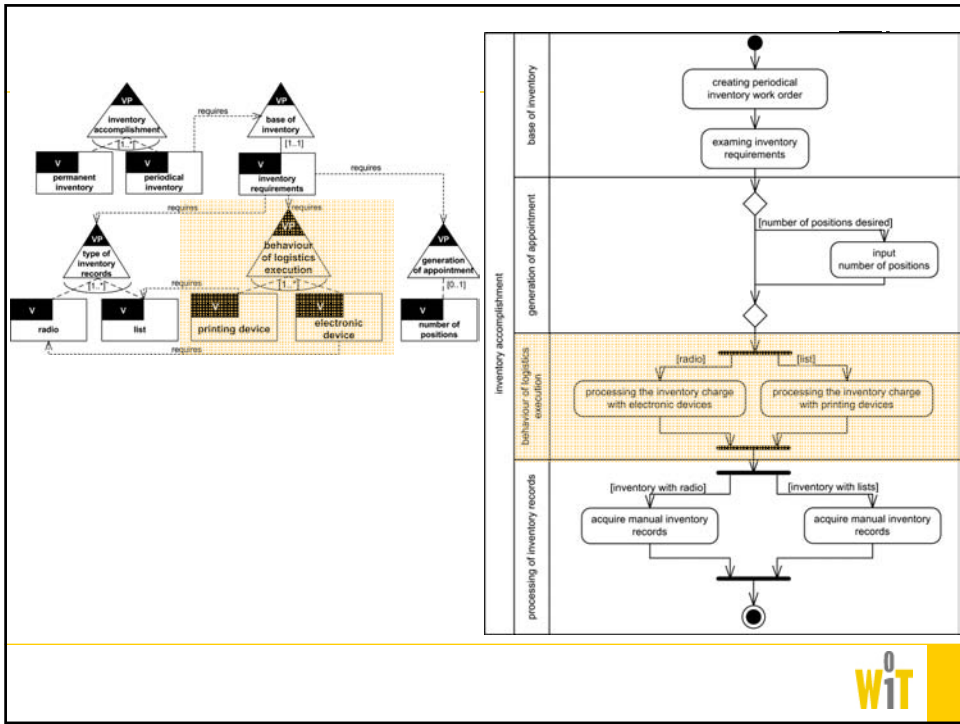 VP
inventory
accomplishment
[1..*]
V
permanent
inventory
V
periodical
inventory
requires
VP
base of
inventory
[1..1]
V
inventory
requirements
requires
requires
requires
VP
type of
inventory
records
[1..*]
V
radio
V
list
requires
requires
VP
behaviour
of logistics
execution
[1..*]
V
printing device
V
electronic
device
VP
generation
of appointment
[0..1]
V
number of
positions
inventory accomplishment
base of inventory
creating periodical
inventory work order
examing inventory
requirements
generation of appointment
[number of positions desired]
input
number of positions
behaviour of logistics
execution
[radio]
[list]
processing the inventory charge
with electronic devices
processing the inventory charge
with printing devices
processing of inventory records
[inventory with radio]
[inventory with lists]
acquire manual inventory
records
acquire manual inventory
records
W01T